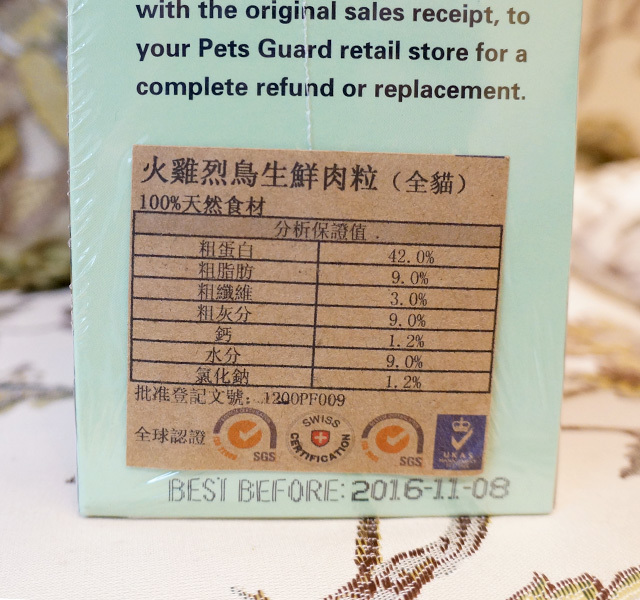 with the original sales receipt, to
your Pets Guard retail store for a
complete refund or replacement.
火雞烈鳥生鮮肉粒（全貓）
100%天然食材
分析保證值
粗蛋白 42.0%
粗脂肪 9.0%
粗纖維 3.0%
粗灰分 9.0%
鈣 1.2%
水分 9.0%
氯化鈉 1.2%
批准登記文號：1200PF009
全球認證 SGS SWISS CERTIFICATION SGS UKAS
BEST BEFORE: 2016-11-08